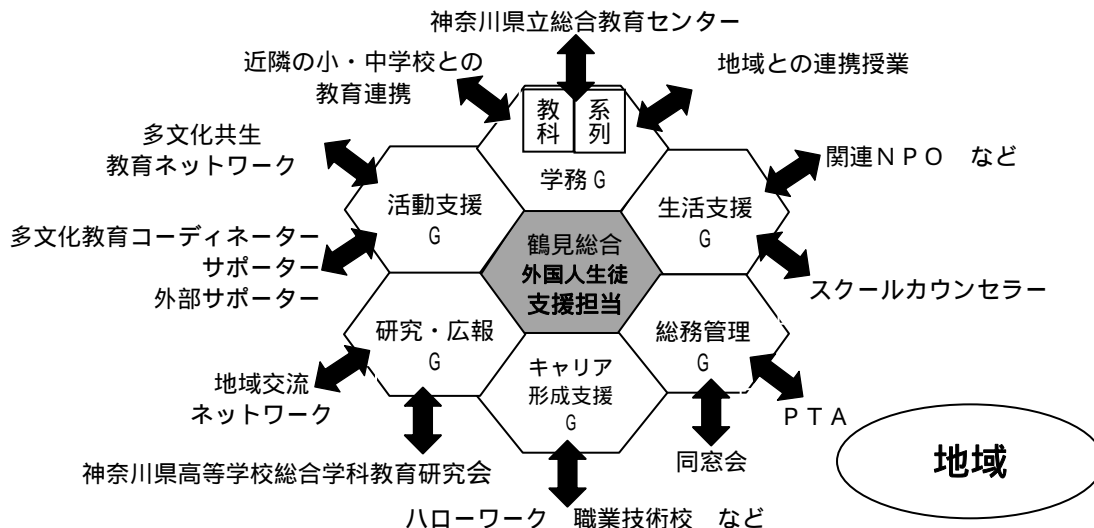 神奈川県立総合教育センター
近隣の小・中学校との
教育連携
地域との連携授業
教科
系列
学務G
多文化共生
教育ネットワーク
関連NPO など
活動支援
G
生活支援
G
多文化教育コーディネーター
サポーター
外部サポーター
鶴見総合
外国人生徒
支援担当
スクールカウンセラー
研究・広報
G
総務管理
G
キャリア
形成支援
G
地域交流
ネットワーク
PTA
地域
神奈川県高等学校総合学科教育研究会
同窓会
ハローワーク 職業技術校 など